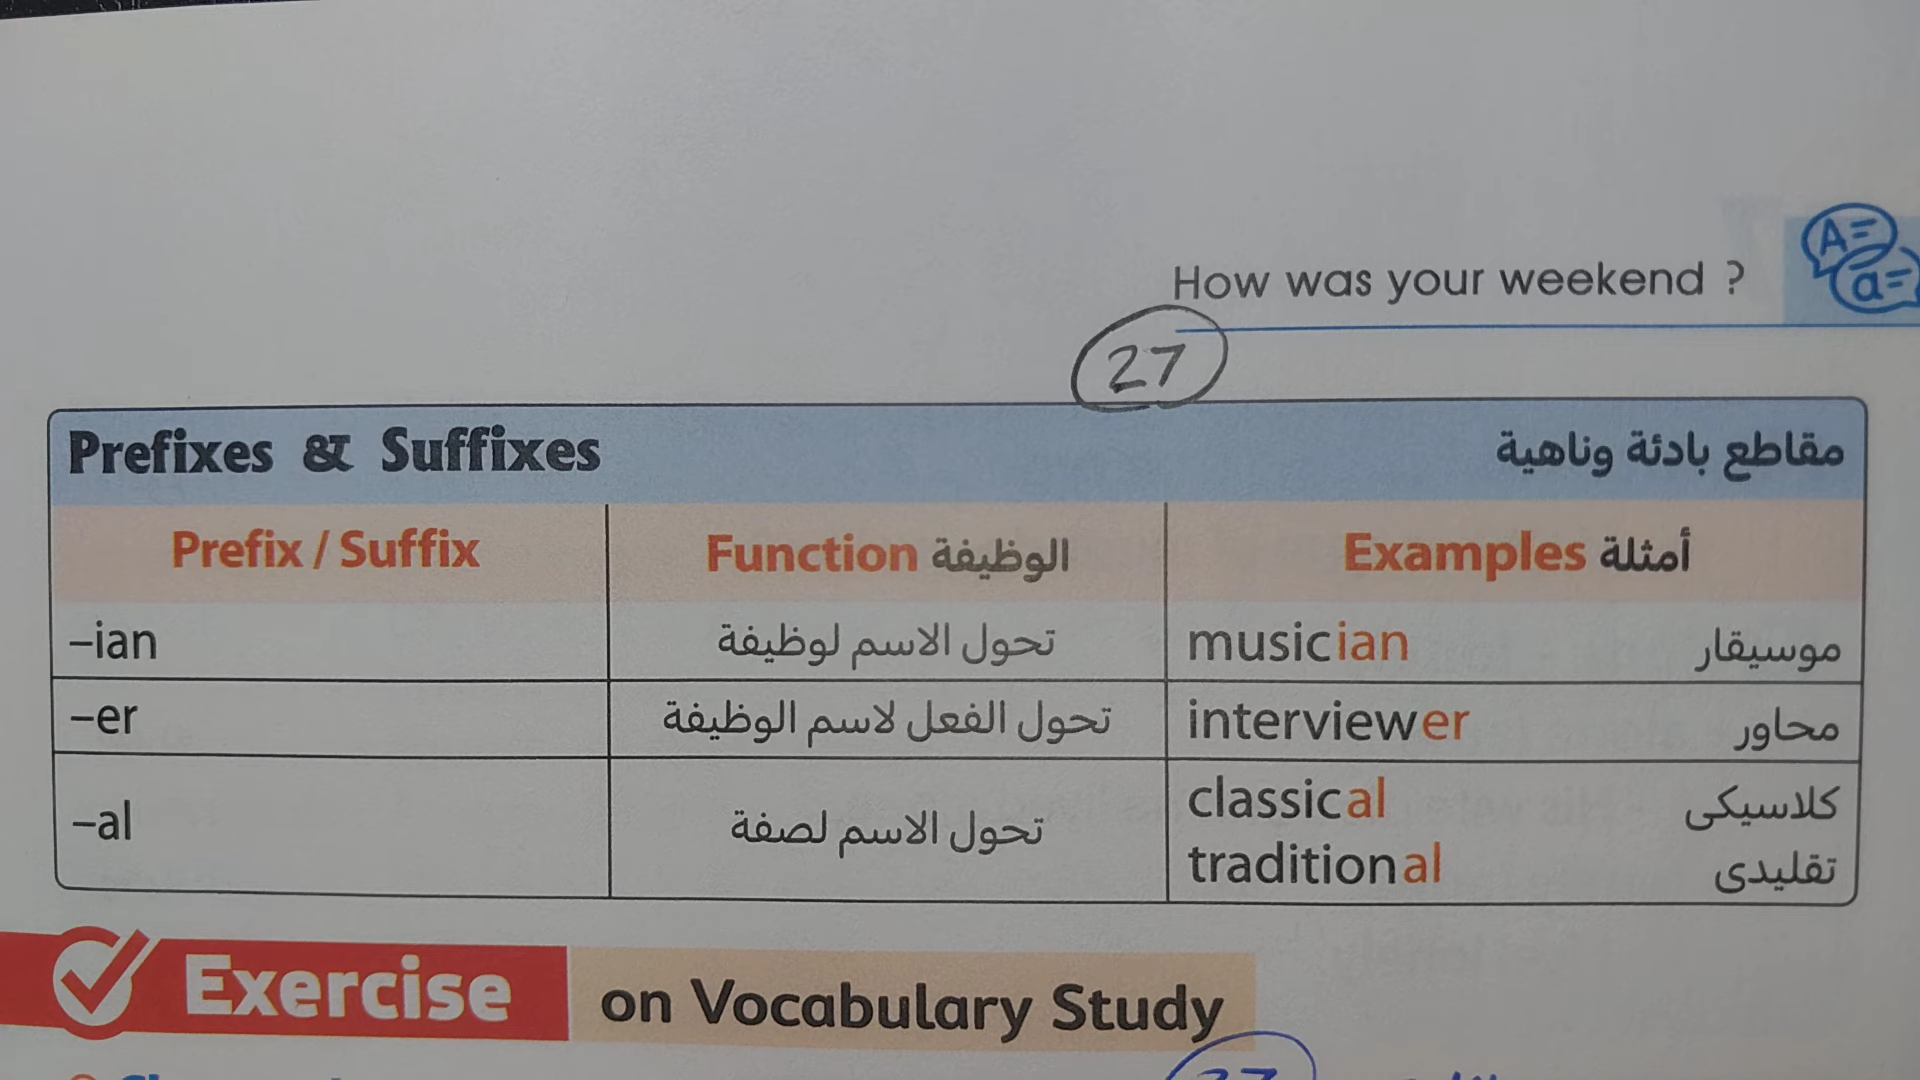 How was your weekend ?
A= a=
27
Prefixes & Suffixes مقاطع بادئة وناهية
Prefix / Suffix Function الوظيفة Examples أمثلة
–ian تحول الاسم لوظيفة musician موسيقار
–er تحول الفعل لاسم الوظيفة interviewer محاور
–al تحول الاسم لصفة classical كلاسيكى
traditional تقليدى
Exercise on Vocabulary Study